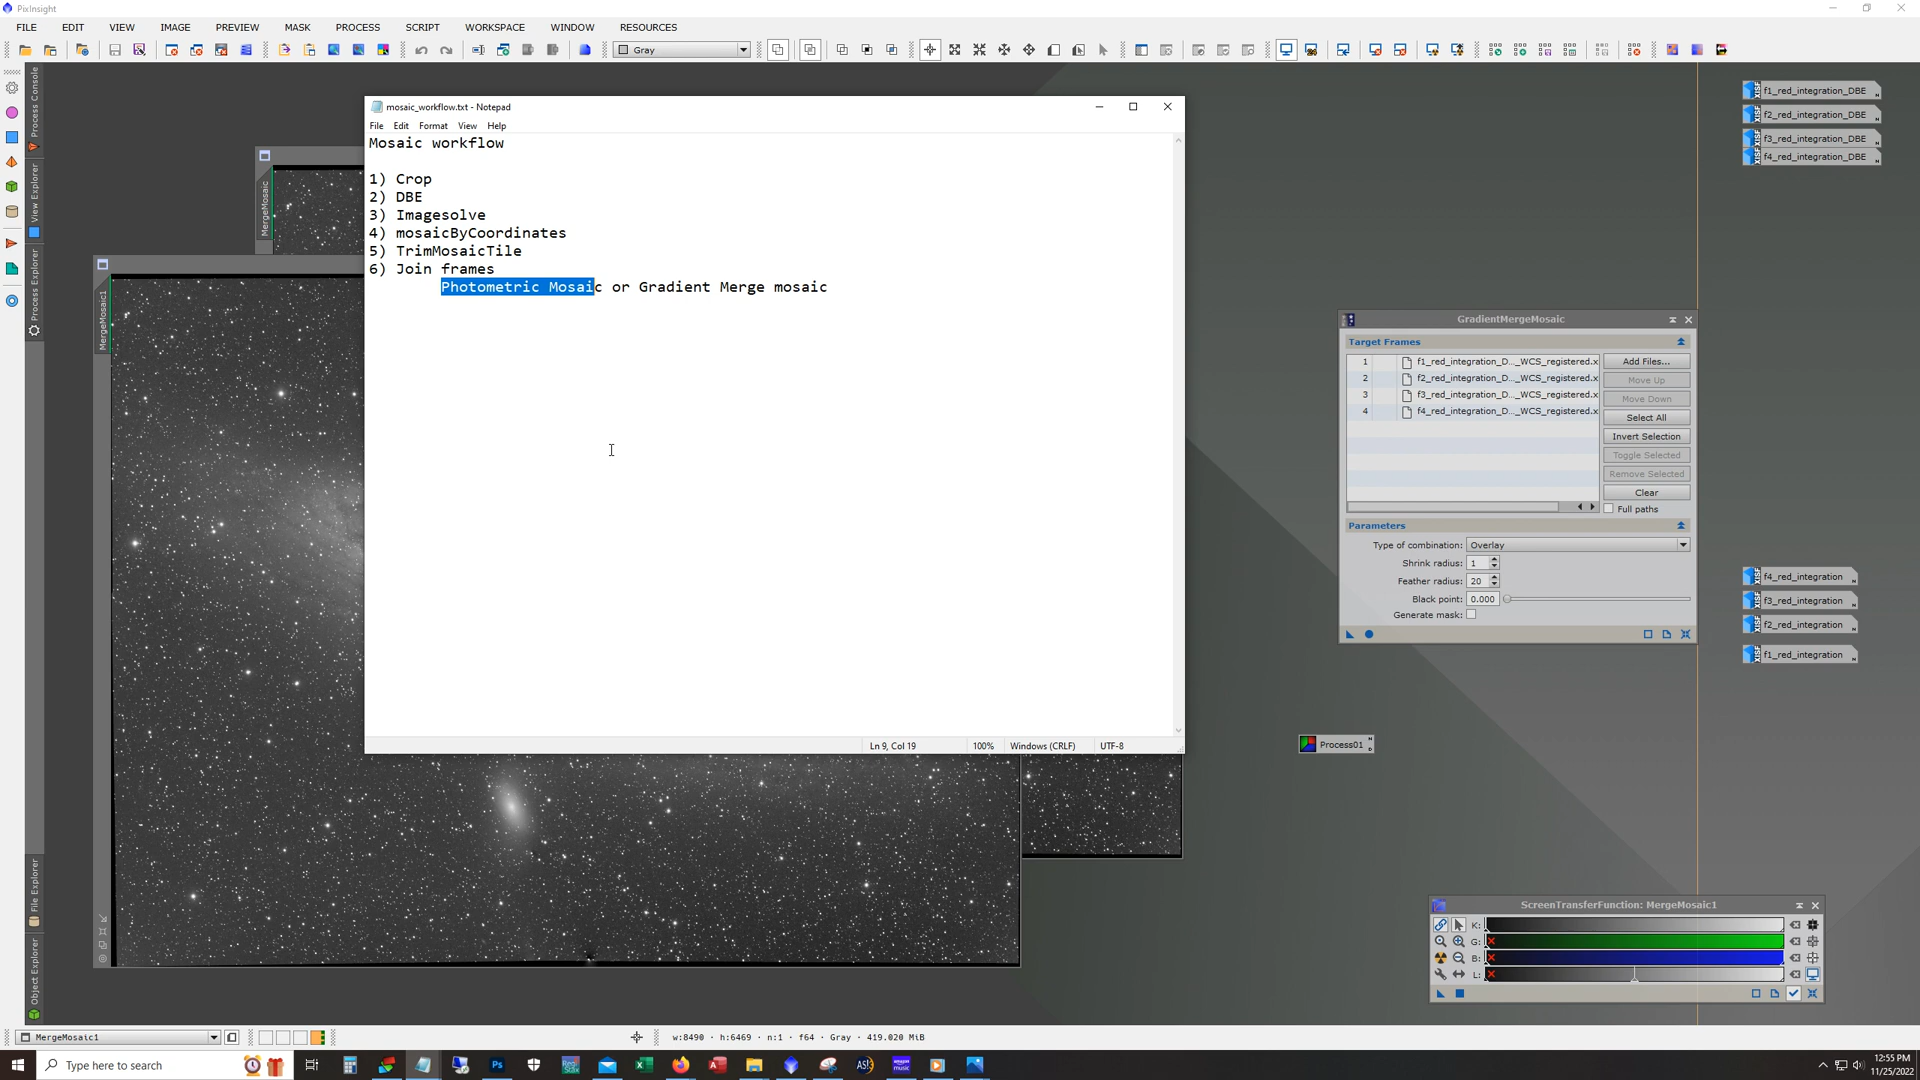 PixInsight
FILE EDIT VIEW IMAGE PREVIEW MASK PROCESS SCRIPT WORKSPACE WINDOW RESOURCES
Gray
Process Console
View Explorer
Process Explorer
File Explorer
Object Explorer
MergeMosaic
MergeMosaic1
mosaic_workflow.txt - Notepad
File Edit Format View Help
Mosaic workflow
1) Crop
2) DBE
3) Imagesolve
4) mosaicByCoordinates
5) TrimMosaicTile
6) Join frames
Photometric Mosaic or Gradient Merge mosaic
Ln 9, Col 19 100% Windows (CRLF) UTF-8
f1_red_integration_DBE
f2_red_integration_DBE
f3_red_integration_DBE
f4_red_integration_DBE
GradientMergeMosaic
Target Frames
1 f1_red_integration_D..._WCS_registered.x
2 f2_red_integration_D..._WCS_registered.x
3 f3_red_integration_D..._WCS_registered.x
4 f4_red_integration_D..._WCS_registered.x
Add Files...
Move Up
Move Down
Select All
Invert Selection
Toggle Selected
Remove Selected
Clear
Full paths
Parameters
Type of combination: Overlay
Shrink radius: 1
Feather radius: 20
Black point: 0.000
Generate mask:
f4_red_integration
f3_red_integration
f2_red_integration
f1_red_integration
Process01
ScreenTransferFunction: MergeMosaic1
K:
G:
B:
L:
MergeMosaic1
w:8490 · h:6469 · n:1 · f64 · Gray · 419.020 MiB
Type here to search
12:55 PM
11/25/2022